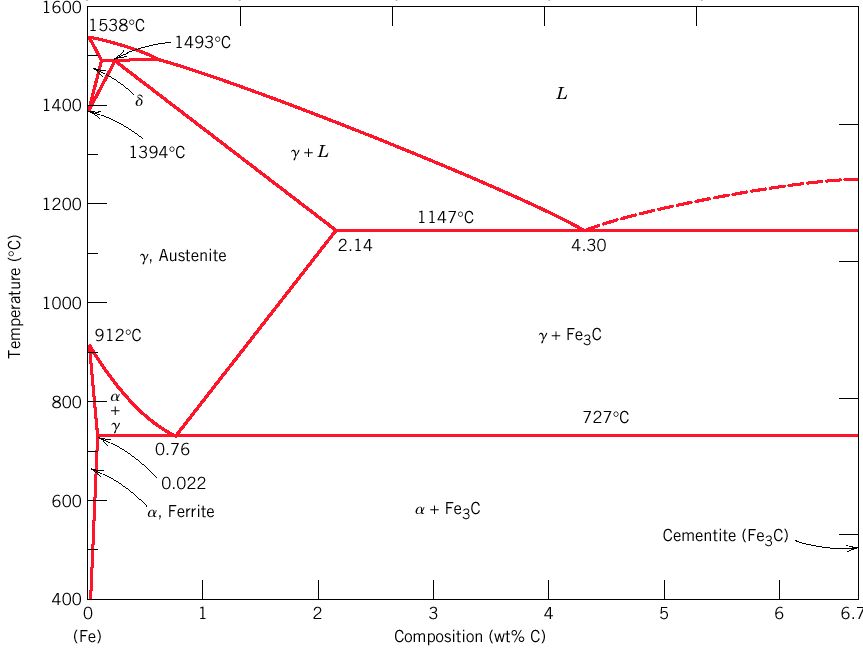 1600
1538°C
1493°C
δ
L
1400
1394°C
γ + L
1200
1147°C
2.14
4.30
γ, Austenite
Temperature (°C)
1000
912°C
γ + Fe3C
α
+
γ
800
727°C
0.76
0.022
600
α, Ferrite
α + Fe3C
Cementite (Fe3C)
400
0
1
2
3
4
5
6
6.7
(Fe)
Composition (wt% C)